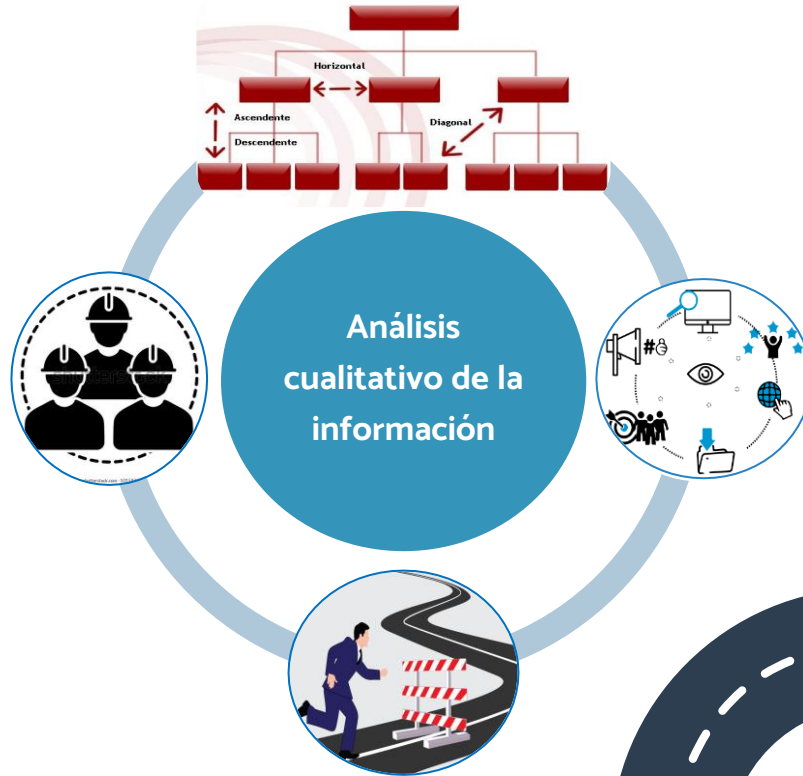 Horizontal
Ascendente
Diagonal
Descendente
Análisis
cualitativo de la
información
#